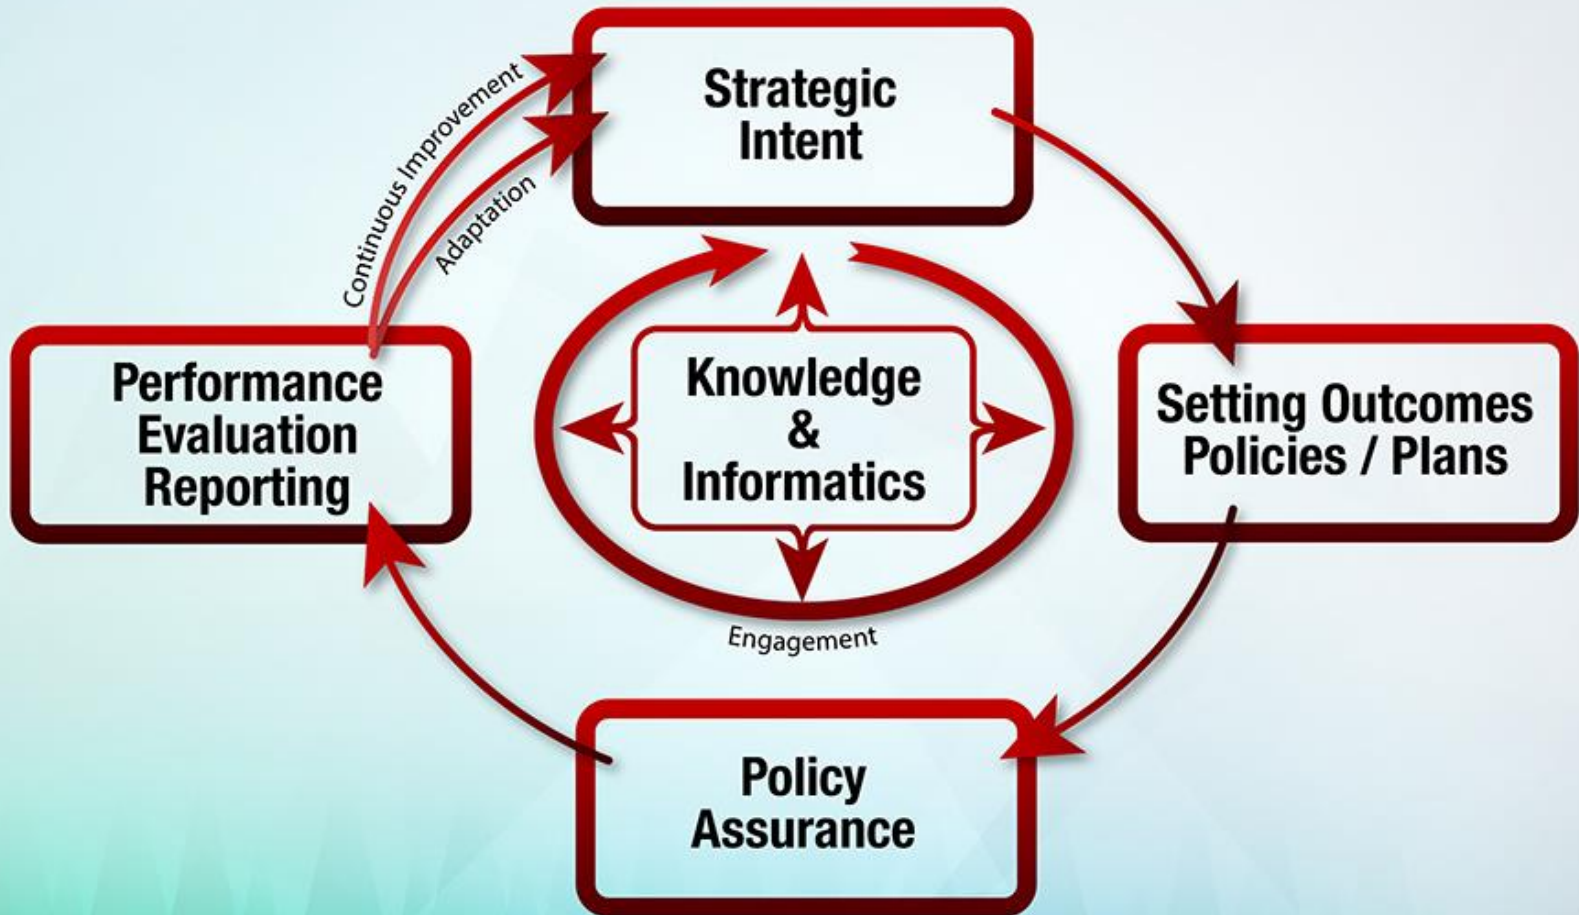 Strategic
Intent
Continuous Improvement
Adaptation
Performance
Evaluation
Reporting
Knowledge
&
Informatics
Setting Outcomes
Policies / Plans
Engagement
Policy
Assurance